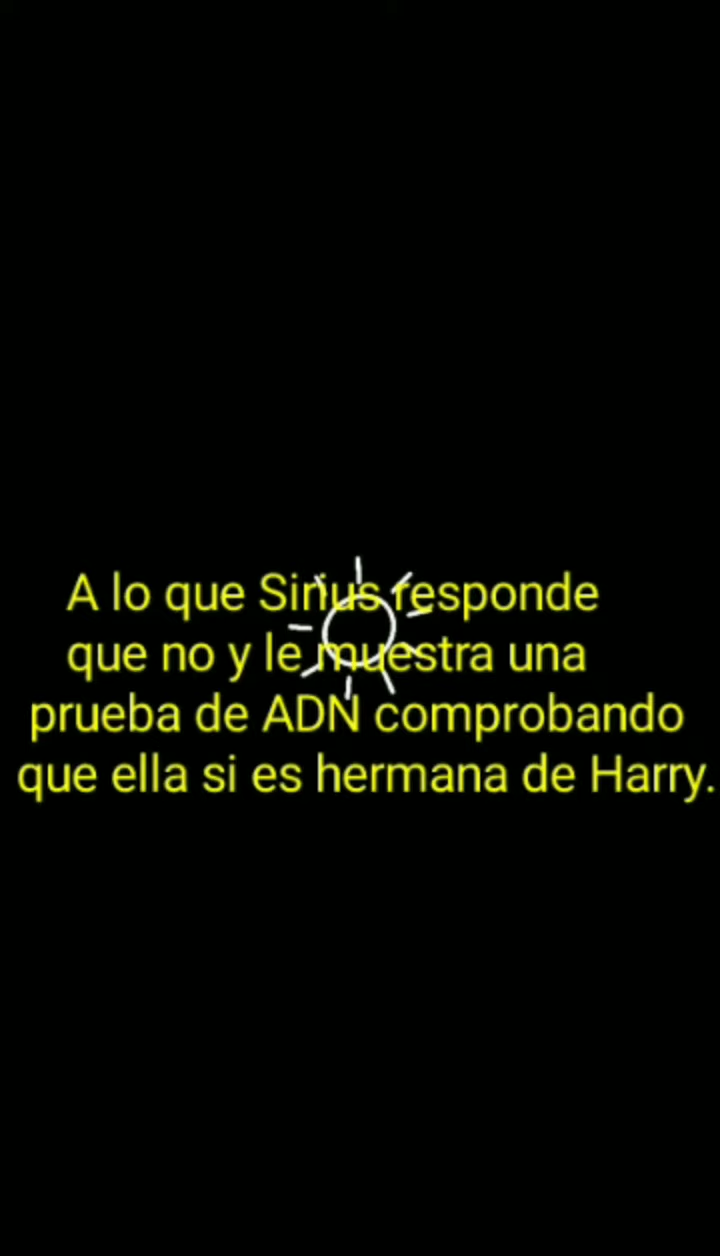 A lo que Sirius responde
que no y le muestra una
prueba de ADN comprobando
que ella si es hermana de Harry.